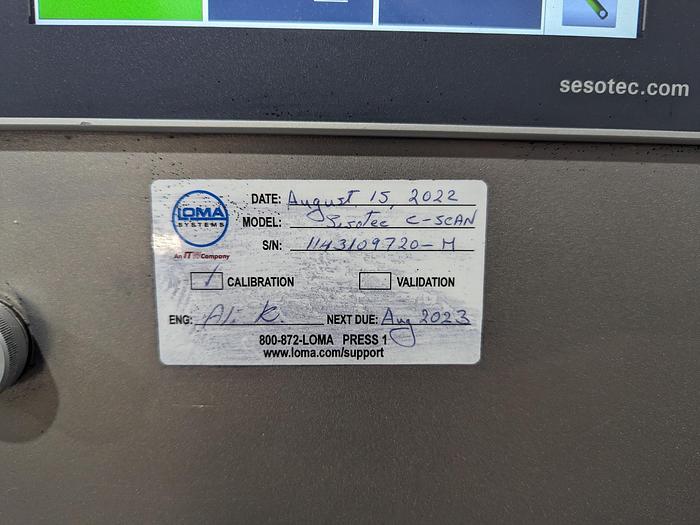 sesotec.com
LOMA
SYSTEMS
An ITW Company
DATE: August 15, 2022
MODEL: Sesotec C-SCAN
S/N: 1143109720-M
CALIBRATION
VALIDATION
ENG: Al. K.
NEXT DUE: Aug 2023
800-872-LOMA PRESS 1
www.loma.com/support